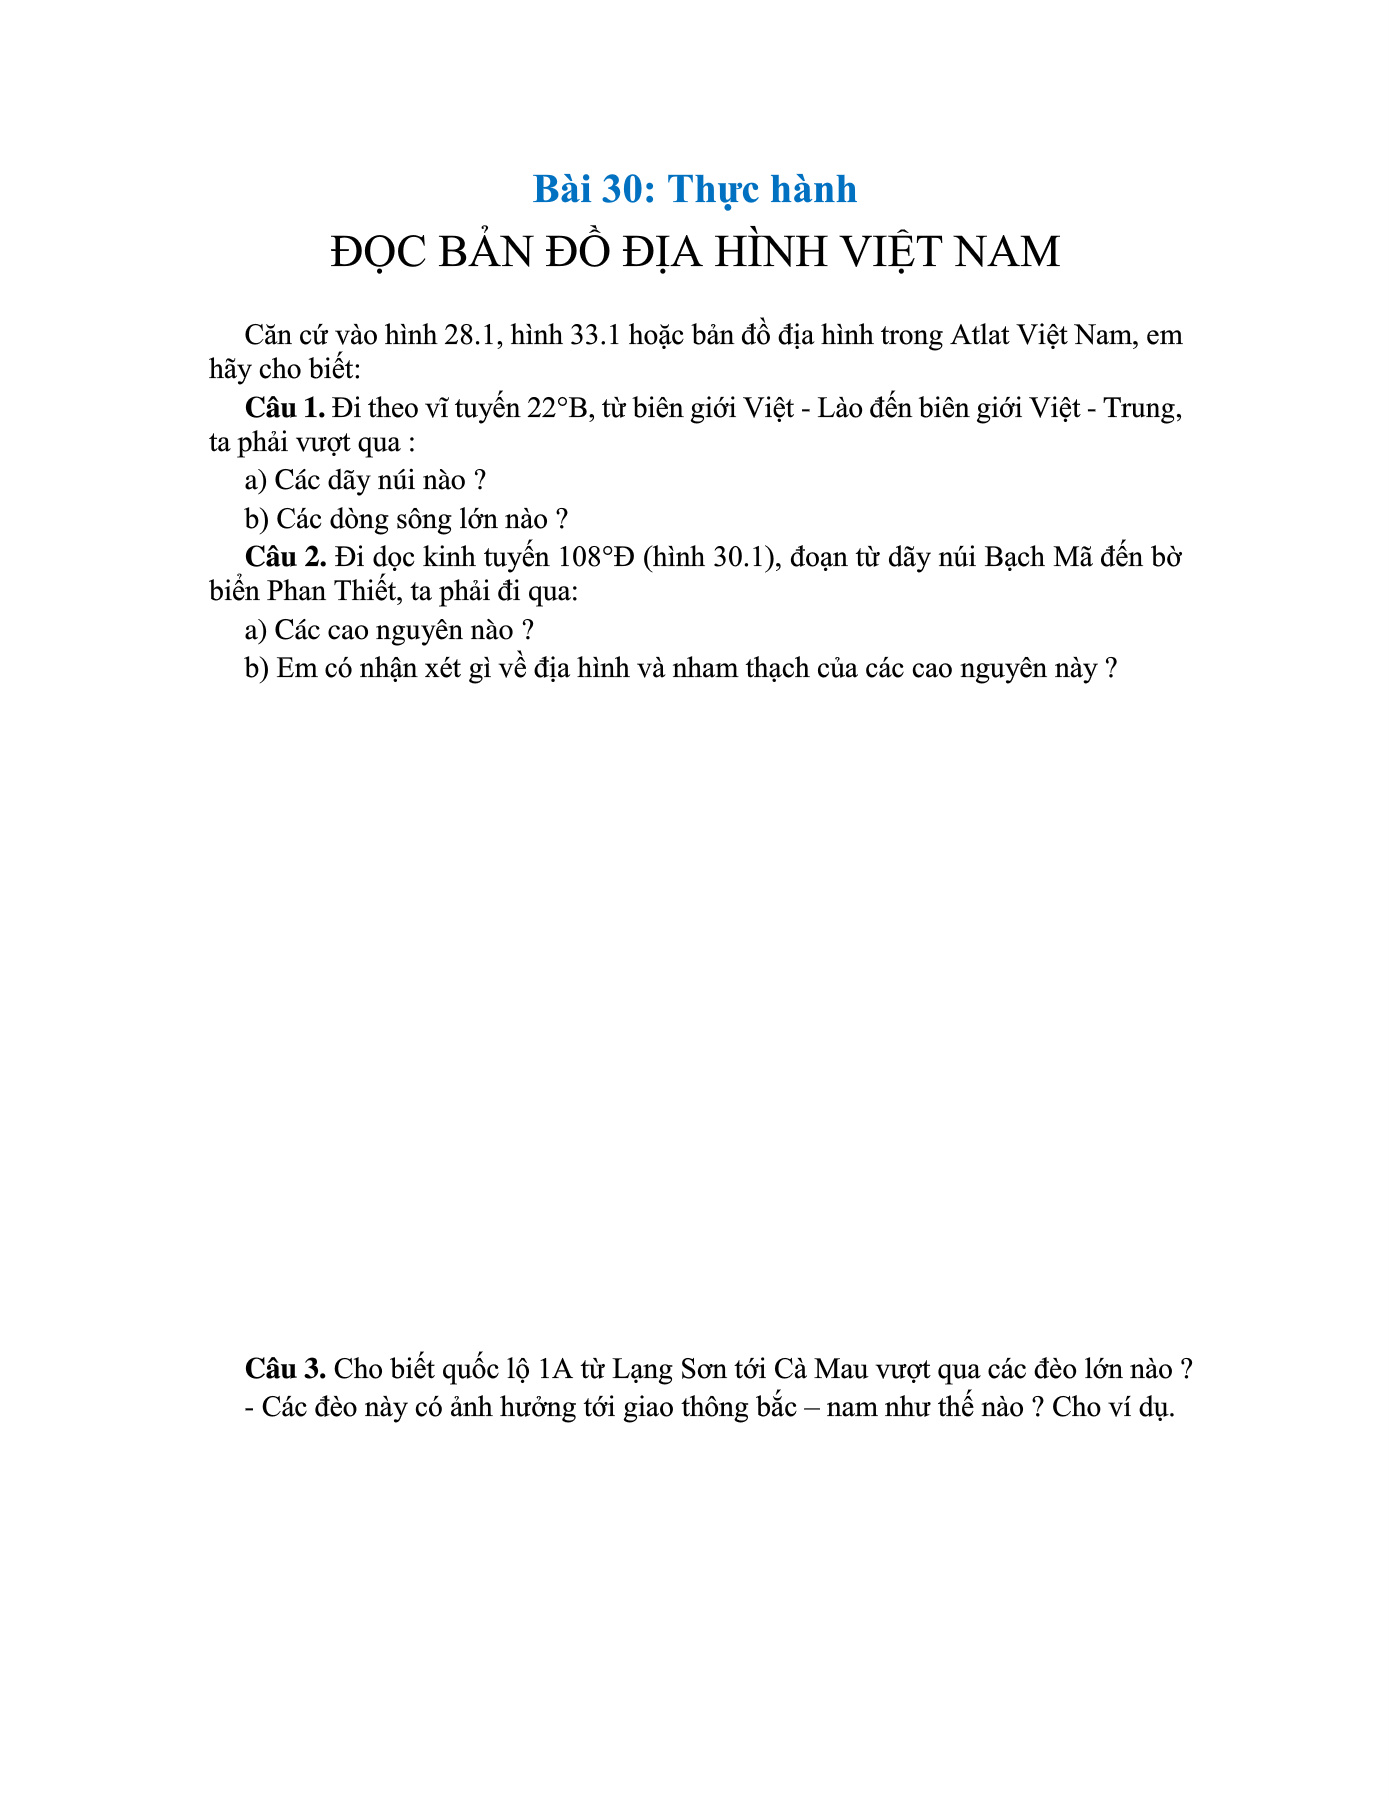 Bài 30: Thực hành
ĐỌC BẢN ĐỒ ĐỊA HÌNH VIỆT NAM
Căn cứ vào hình 28.1, hình 33.1 hoặc bản đồ địa hình trong Atlat Việt Nam, em
hãy cho biết:
Câu 1. Đi theo vĩ tuyến 22°B, từ biên giới Việt - Lào đến biên giới Việt - Trung,
ta phải vượt qua :
a) Các dãy núi nào ?
b) Các dòng sông lớn nào ?
Câu 2. Đi dọc kinh tuyến 108°Đ (hình 30.1), đoạn từ dãy núi Bạch Mã đến bờ
biển Phan Thiết, ta phải đi qua:
a) Các cao nguyên nào ?
b) Em có nhận xét gì về địa hình và nham thạch của các cao nguyên này ?
Câu 3. Cho biết quốc lộ 1A từ Lạng Sơn tới Cà Mau vượt qua các đèo lớn nào ?
- Các đèo này có ảnh hưởng tới giao thông bắc – nam như thế nào ? Cho ví dụ.